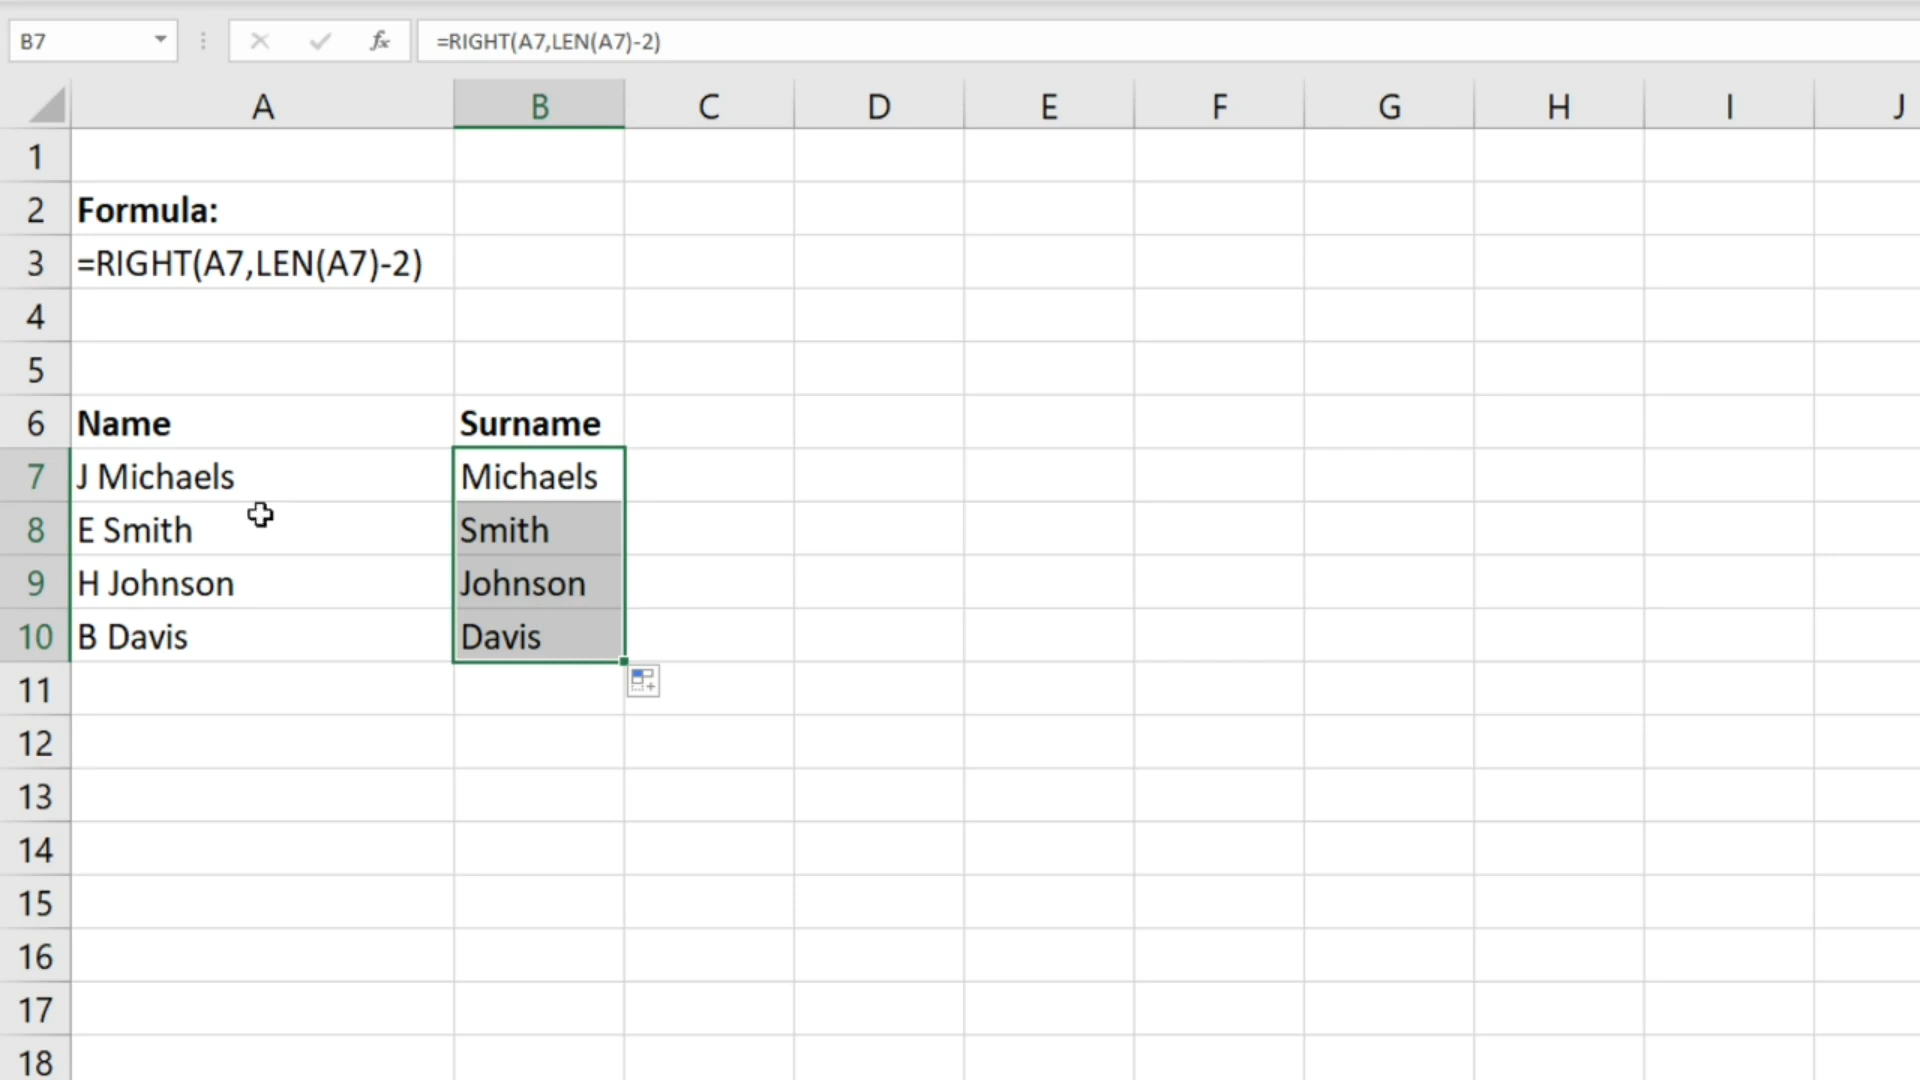 B7 fx =RIGHT(A7,LEN(A7)-2)
A B C D E F G H I J
1
2 Formula:
3 =RIGHT(A7,LEN(A7)-2)
4
5
6 Name Surname
7 J Michaels Michaels
8 E Smith Smith
9 H Johnson Johnson
10 B Davis Davis
11
12
13
14
15
16
17
18